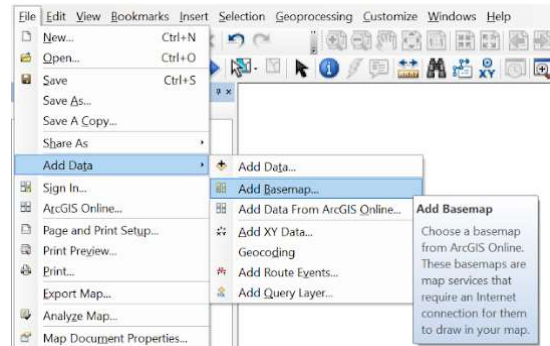 File Edit View Bookmarks Insert Selection Geoprocessing Customize Windows Help
New... Ctrl+N
Open... Ctrl+O
Save Ctrl+S
Save As...
Save A Copy...
Share As
Add Data
Sign In...
ArcGIS Online...
Page and Print Setup...
Print Preview...
Print...
Export Map...
Analyze Map...
Map Document Properties...
Add Data...
Add Basemap...
Add Data From ArcGIS Online...
Add XY Data...
Geocoding
Add Route Events...
Add Query Layer...
Add Basemap
Choose a basemap
from ArcGIS Online.
These basemaps are
map services that
require an Internet
connection for them
to draw in your map.
XY